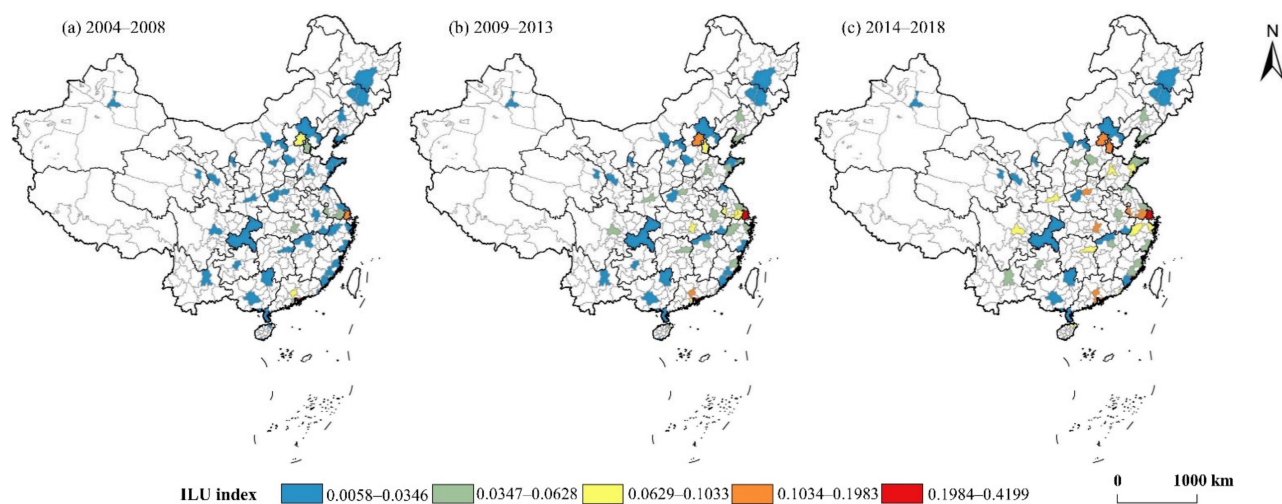 (a) 2004–2008
(b) 2009–2013
(c) 2014–2018
N
ILU index
0.0058–0.0346
0.0347–0.0628
0.0629–0.1033
0.1034–0.1983
0.1984–0.4199
0 1000 km